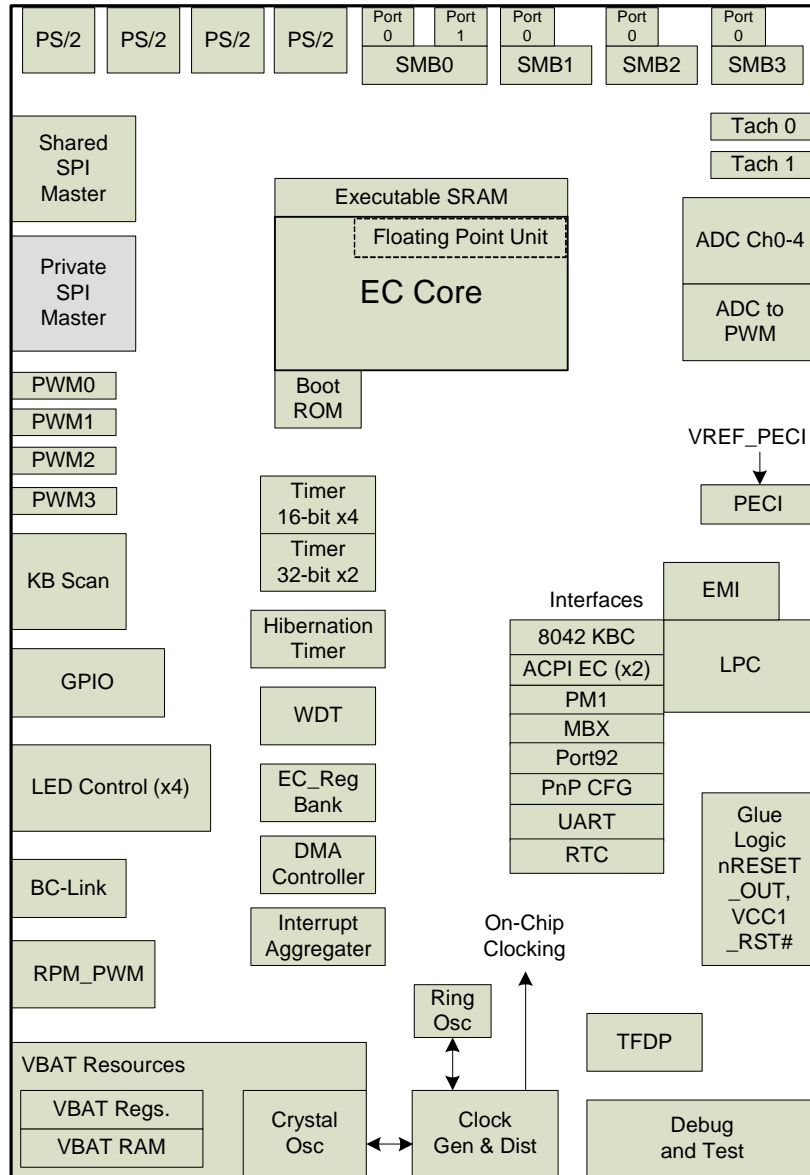 PS/2
PS/2
PS/2
PS/2
Port
0
Port
1
SMB0
Port
0
SMB1
Port
0
SMB2
Port
0
SMB3
Shared
SPI
Master
Private
SPI
Master
PWM0
PWM1
PWM2
PWM3
KB Scan
GPIO
LED Control (x4)
BC-Link
RPM_PWM
Executable SRAM
Floating Point Unit
EC Core
Boot
ROM
Timer
16-bit x4
Timer
32-bit x2
Hibernation
Timer
WDT
EC_Reg
Bank
DMA
Controller
Interrupt
Aggregater
Tach 0
Tach 1
ADC Ch0-4
ADC to
PWM
VREF_PECI
PECI
EMI
LPC
Interfaces
8042 KBC
ACPI EC (x2)
PM1
MBX
Port92
PnP CFG
UART
RTC
Glue
Logic
nRESET
_OUT,
VCC1
_RST#
On-Chip
Clocking
Ring
Osc
TFDP
VBAT Resources
VBAT Regs.
VBAT RAM
Crystal
Osc
Clock
Gen & Dist
Debug
and Test